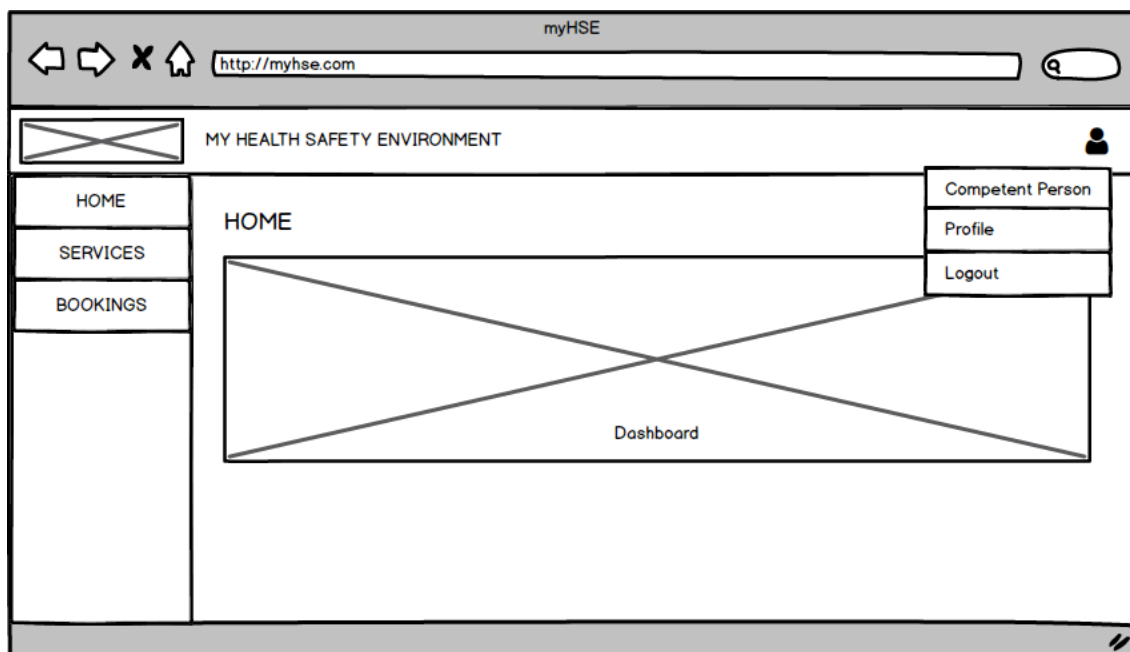 myHSE
http://myhse.com
MY HEALTH SAFETY ENVIRONMENT
HOME
SERVICES
BOOKINGS
HOME
Competent Person
Profile
Logout
Dashboard